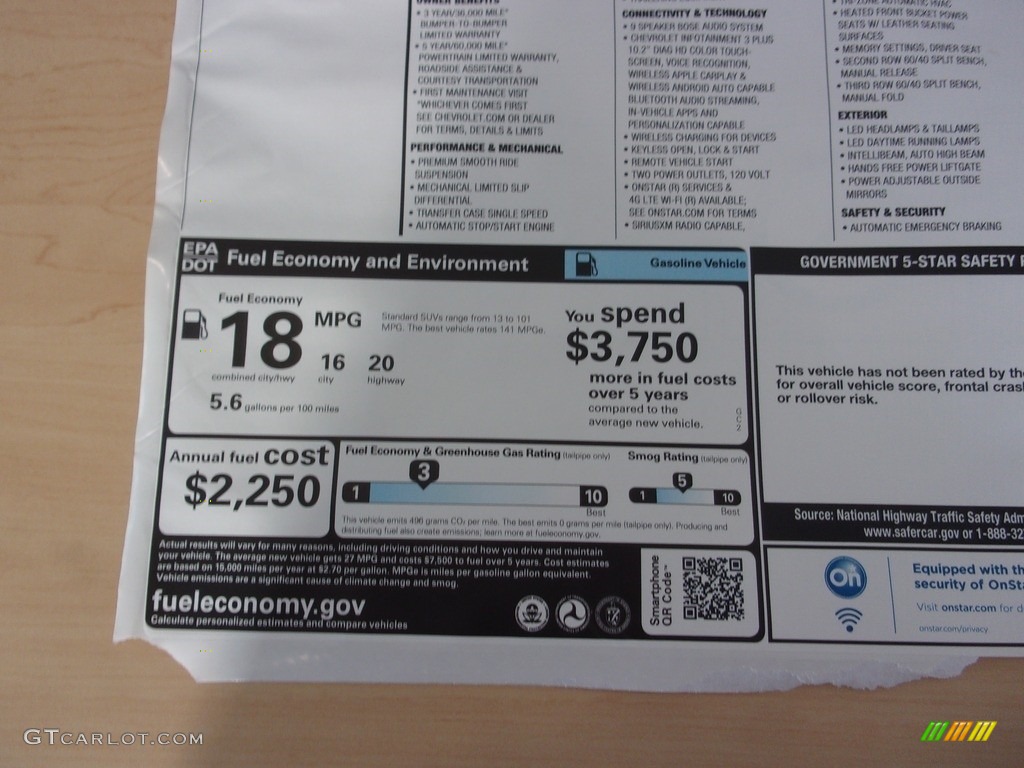 OWNER BENEFITS
• 3 YEAR/36,000 MILE*
BUMPER-TO-BUMPER
LIMITED WARRANTY
• 5 YEAR/60,000 MILE*
POWERTRAIN LIMITED WARRANTY,
ROADSIDE ASSISTANCE &
COURTESY TRANSPORTATION
• FIRST MAINTENANCE VISIT
*WHICHEVER COMES FIRST
SEE CHEVROLET.COM OR DEALER
FOR TERMS, DETAILS & LIMITS
PERFORMANCE & MECHANICAL
• PREMIUM SMOOTH RIDE
SUSPENSION
• MECHANICAL LIMITED SLIP
DIFFERENTIAL
• TRANSFER CASE SINGLE SPEED
• AUTOMATIC STOP/START ENGINE
CONNECTIVITY & TECHNOLOGY
• 9 SPEAKER BOSE AUDIO SYSTEM
• CHEVROLET INFOTAINMENT 3 PLUS
10.2" DIAG HD COLOR TOUCH-
SCREEN, VOICE RECOGNITION,
WIRELESS APPLE CARPLAY &
WIRELESS ANDROID AUTO CAPABLE
BLUETOOTH AUDIO STREAMING,
IN-VEHICLE APPS AND
PERSONALIZATION CAPABLE
• WIRELESS CHARGING FOR DEVICES
• KEYLESS OPEN, LOCK & START
• REMOTE VEHICLE START
• TWO POWER OUTLETS, 120 VOLT
• ONSTAR (R) SERVICES &
4G LTE WI-FI (R) AVAILABLE;
SEE ONSTAR.COM FOR TERMS
• SIRIUSXM RADIO CAPABLE,
• TRI-ZONE AUTOMATIC HVAC
• HEATED FRONT BUCKET POWER
SEATS W/ LEATHER SEATING
SURFACES
• MEMORY SETTINGS, DRIVER SEAT
• SECOND ROW 60/40 SPLIT BENCH,
MANUAL RELEASE
• THIRD ROW 60/40 SPLIT BENCH,
MANUAL FOLD
EXTERIOR
• LED HEADLAMPS & TAILLAMPS
• LED DAYTIME RUNNING LAMPS
• INTELLIBEAM, AUTO HIGH BEAM
• HANDS FREE POWER LIFTGATE
• POWER ADJUSTABLE OUTSIDE
MIRRORS
SAFETY & SECURITY
• AUTOMATIC EMERGENCY BRAKING
EPA
DOT
Fuel Economy and Environment
Gasoline Vehicle
Fuel Economy
18 MPG
combined city/hwy
16
city
20
highway
Standard SUVs range from 13 to 101
MPG. The best vehicle rates 141 MPGe.
5.6 gallons per 100 miles
You spend
$3,750
more in fuel costs
over 5 years
compared to the
average new vehicle.
Annual fuel cost
$2,250
Fuel Economy & Greenhouse Gas Rating (tailpipe only)
3
1 10
Best
Smog Rating (tailpipe only)
5
1 10
Best
This vehicle emits 496 grams CO₂ per mile. The best emits 0 grams per mile (tailpipe only). Producing and
distributing fuel also create emissions; learn more at fueleconomy.gov.
Actual results will vary for many reasons, including driving conditions and how you drive and maintain
your vehicle. The average new vehicle gets 27 MPG and costs $7,500 to fuel over 5 years. Cost estimates
are based on 15,000 miles per year at $2.70 per gallon. MPGe is miles per gasoline gallon equivalent.
Vehicle emissions are a significant cause of climate change and smog.
fueleconomy.gov
Calculate personalized estimates and compare vehicles
Smartphone
QR Code™
GOVERNMENT 5-STAR SAFETY
This vehicle has not been rated by the
for overall vehicle score, frontal
or rollover risk.
Source: National Highway Traffic Safety
www.safercar.gov or 1-888-32
On
Equipped with
security of
Visit onstar.com for
onstar.com/privacy
GTCARLOT.COM